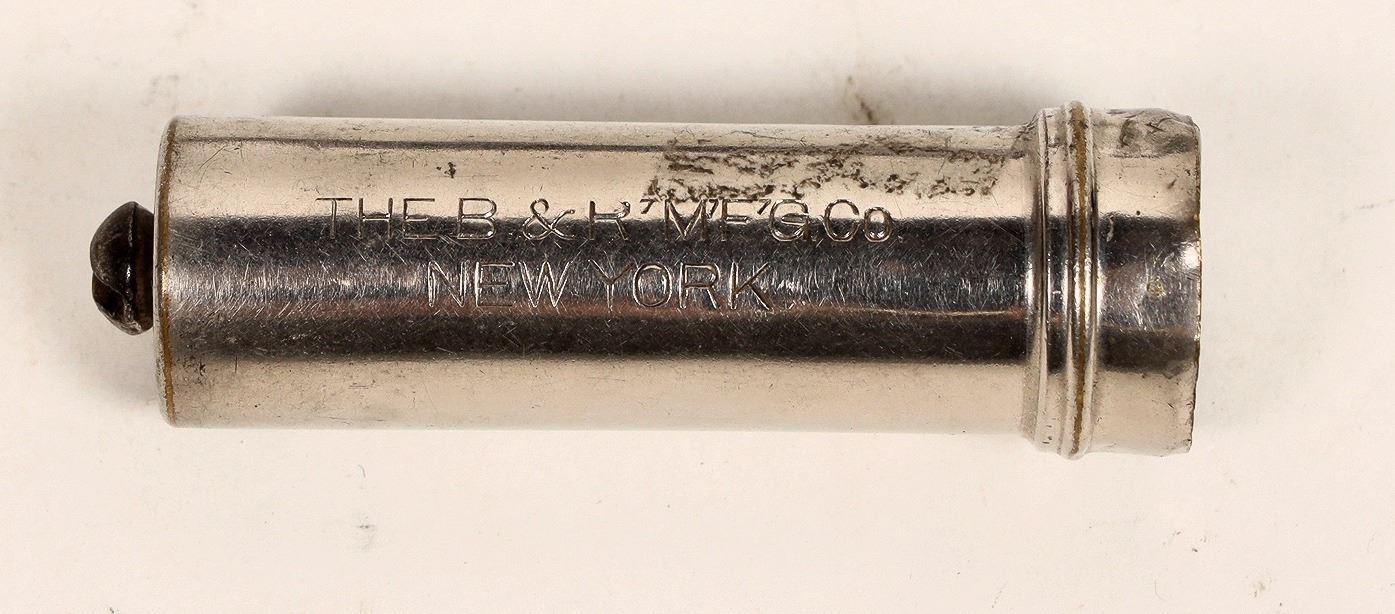 THE B & R MF'G. Co.
NEW YORK